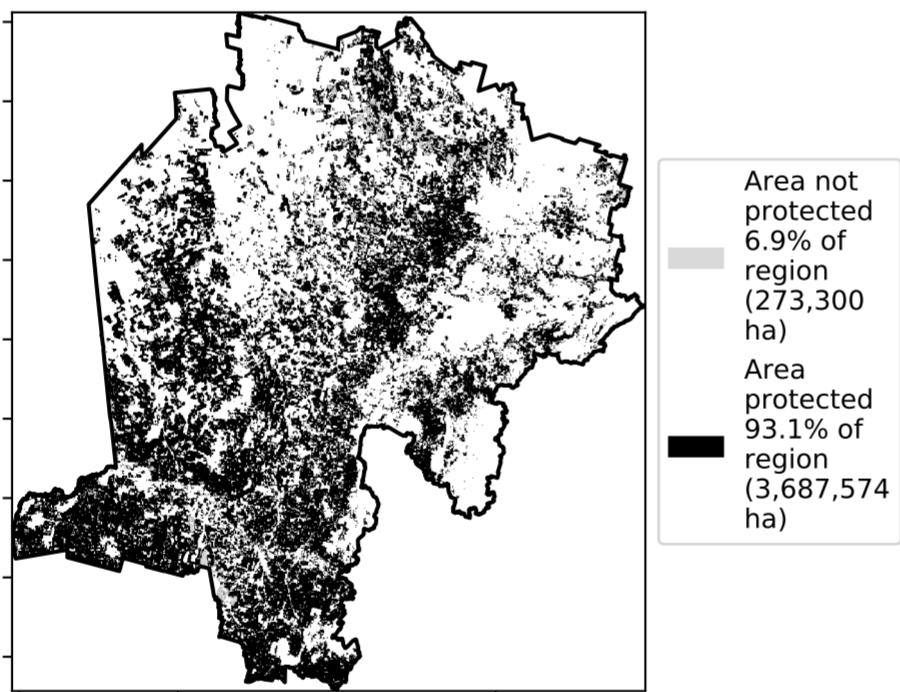 Area not
protected
6.9% of
region
(273,300
ha)
Area
protected
93.1% of
region
(3,687,574
ha)